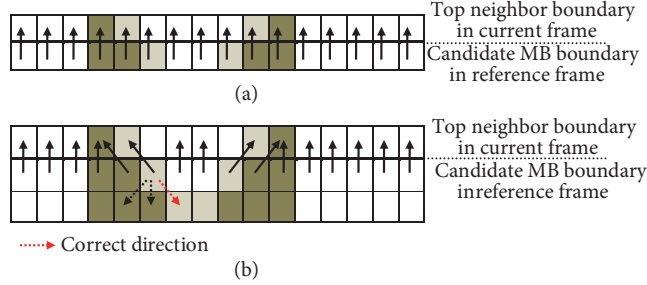 Top neighbor boundary
in current frame
Candidate MB boundary
in reference frame
(a)
Top neighbor boundary
in current frame
Candidate MB boundary
inreference frame
Correct direction
(b)